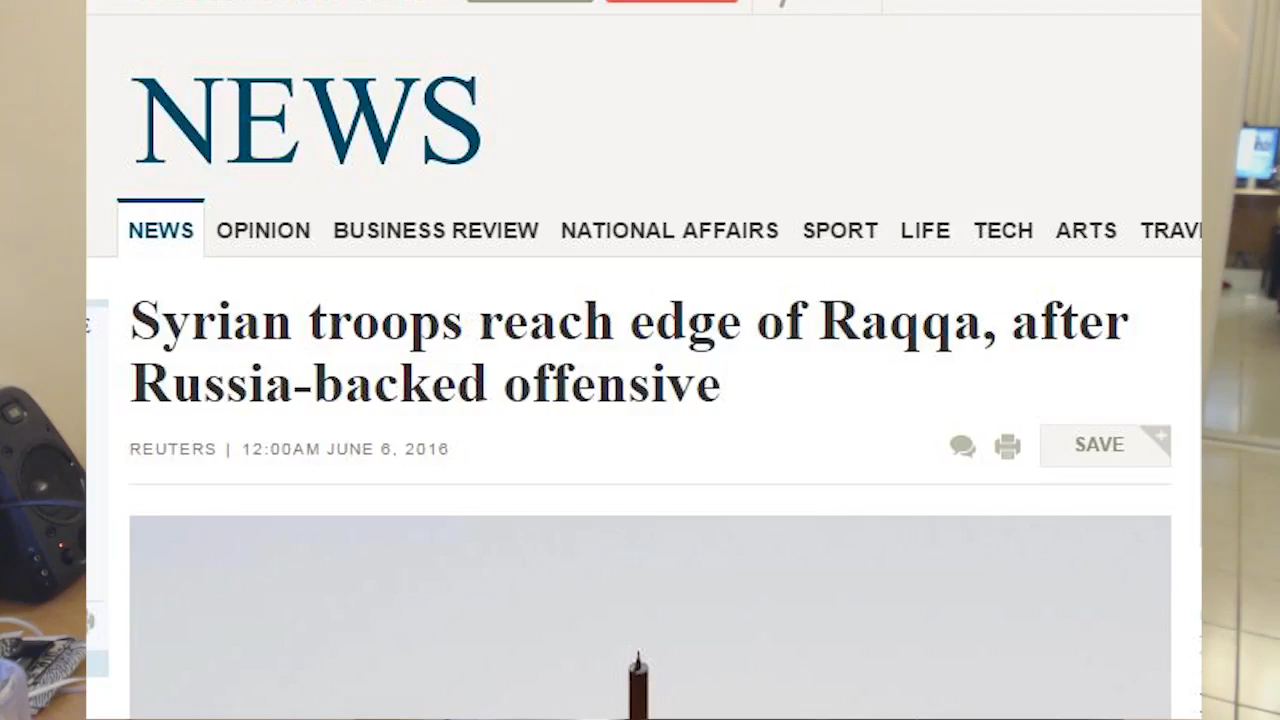 NEWS
NEWS OPINION BUSINESS REVIEW NATIONAL AFFAIRS SPORT LIFE TECH ARTS TRAV
Syrian troops reach edge of Raqqa, after
Russia-backed offensive
REUTERS | 12:00AM JUNE 6, 2016
SAVE